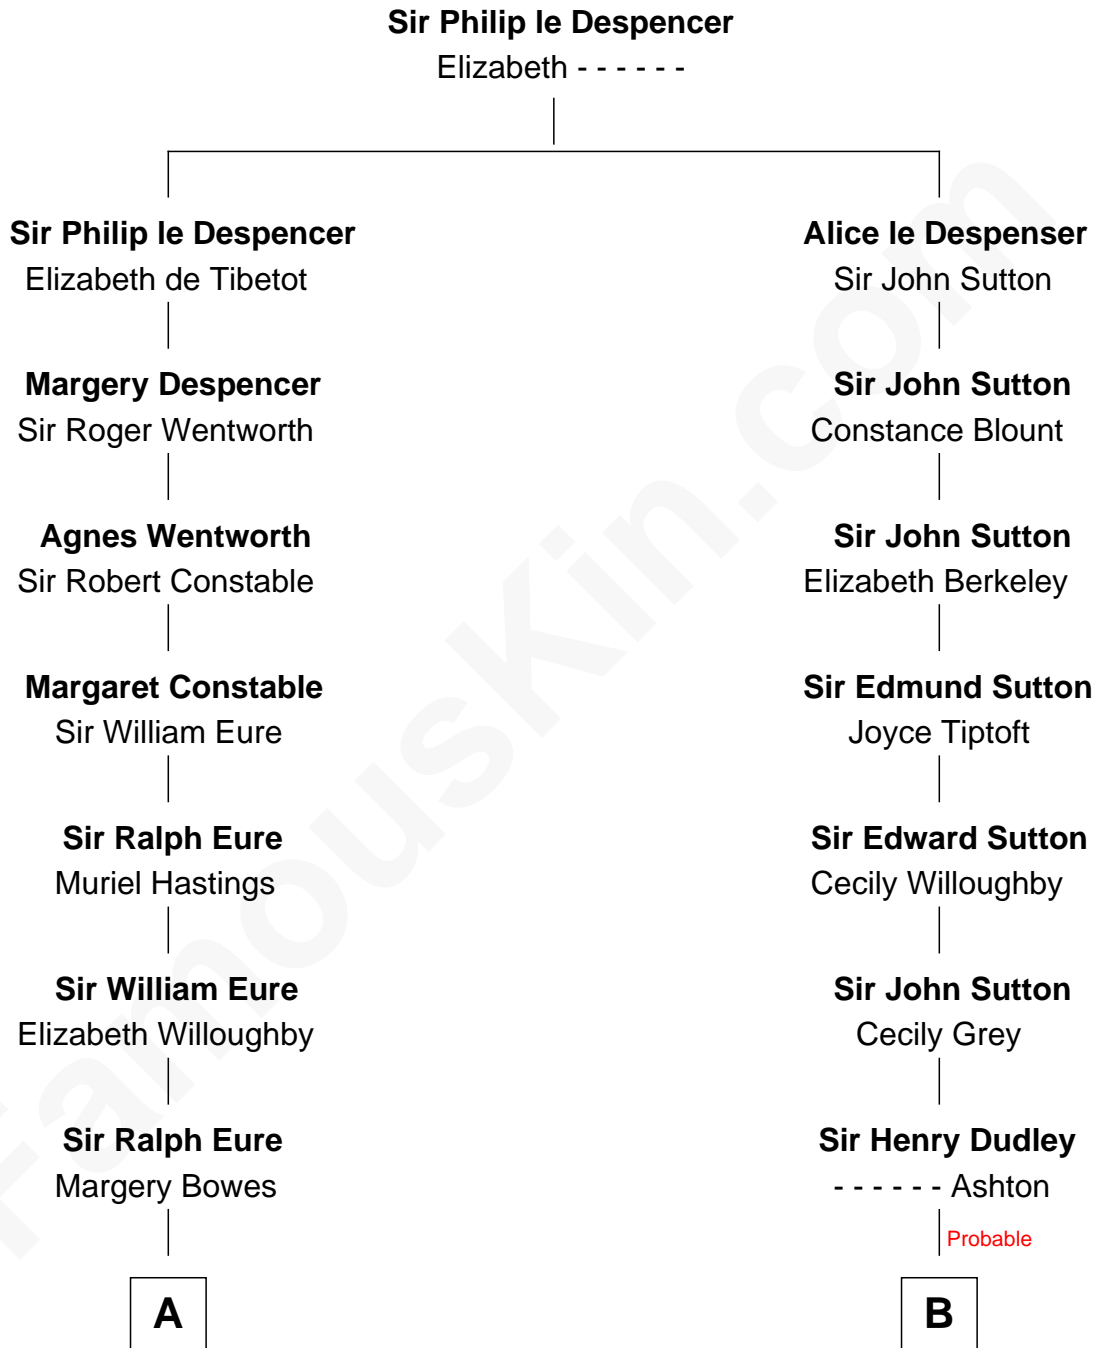 Sir Philip le Despencer
Elizabeth - - - - - -
Sir Philip le Despencer
Elizabeth de Tibetot
Alice le Despenser
Sir John Sutton
Margery Despencer
Sir Roger Wentworth
Sir John Sutton
Constance Blount
Agnes Wentworth
Sir Robert Constable
Sir John Sutton
Elizabeth Berkeley
Margaret Constable
Sir William Eure
Sir Edmund Sutton
Joyce Tiptoft
Sir Ralph Eure
Muriel Hastings
Sir Edward Sutton
Cecily Willoughby
Sir William Eure
Elizabeth Willoughby
Sir John Sutton
Cecily Grey
Sir Ralph Eure
Margery Bowes
Sir Henry Dudley
- - - - - - Ashton
Probable
A
B
FamousKin.com